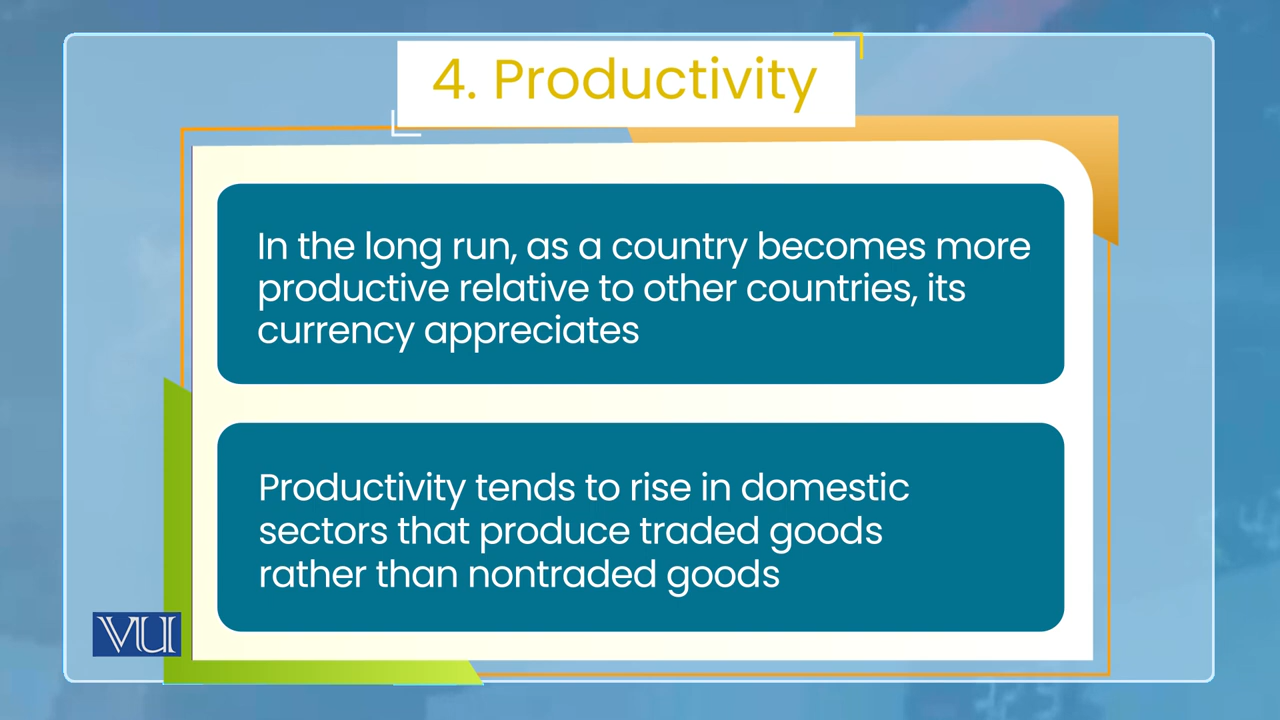 4. Productivity
In the long run, as a country becomes more
productive relative to other countries, its
currency appreciates
Productivity tends to rise in domestic
sectors that produce traded goods
rather than nontraded goods
VU